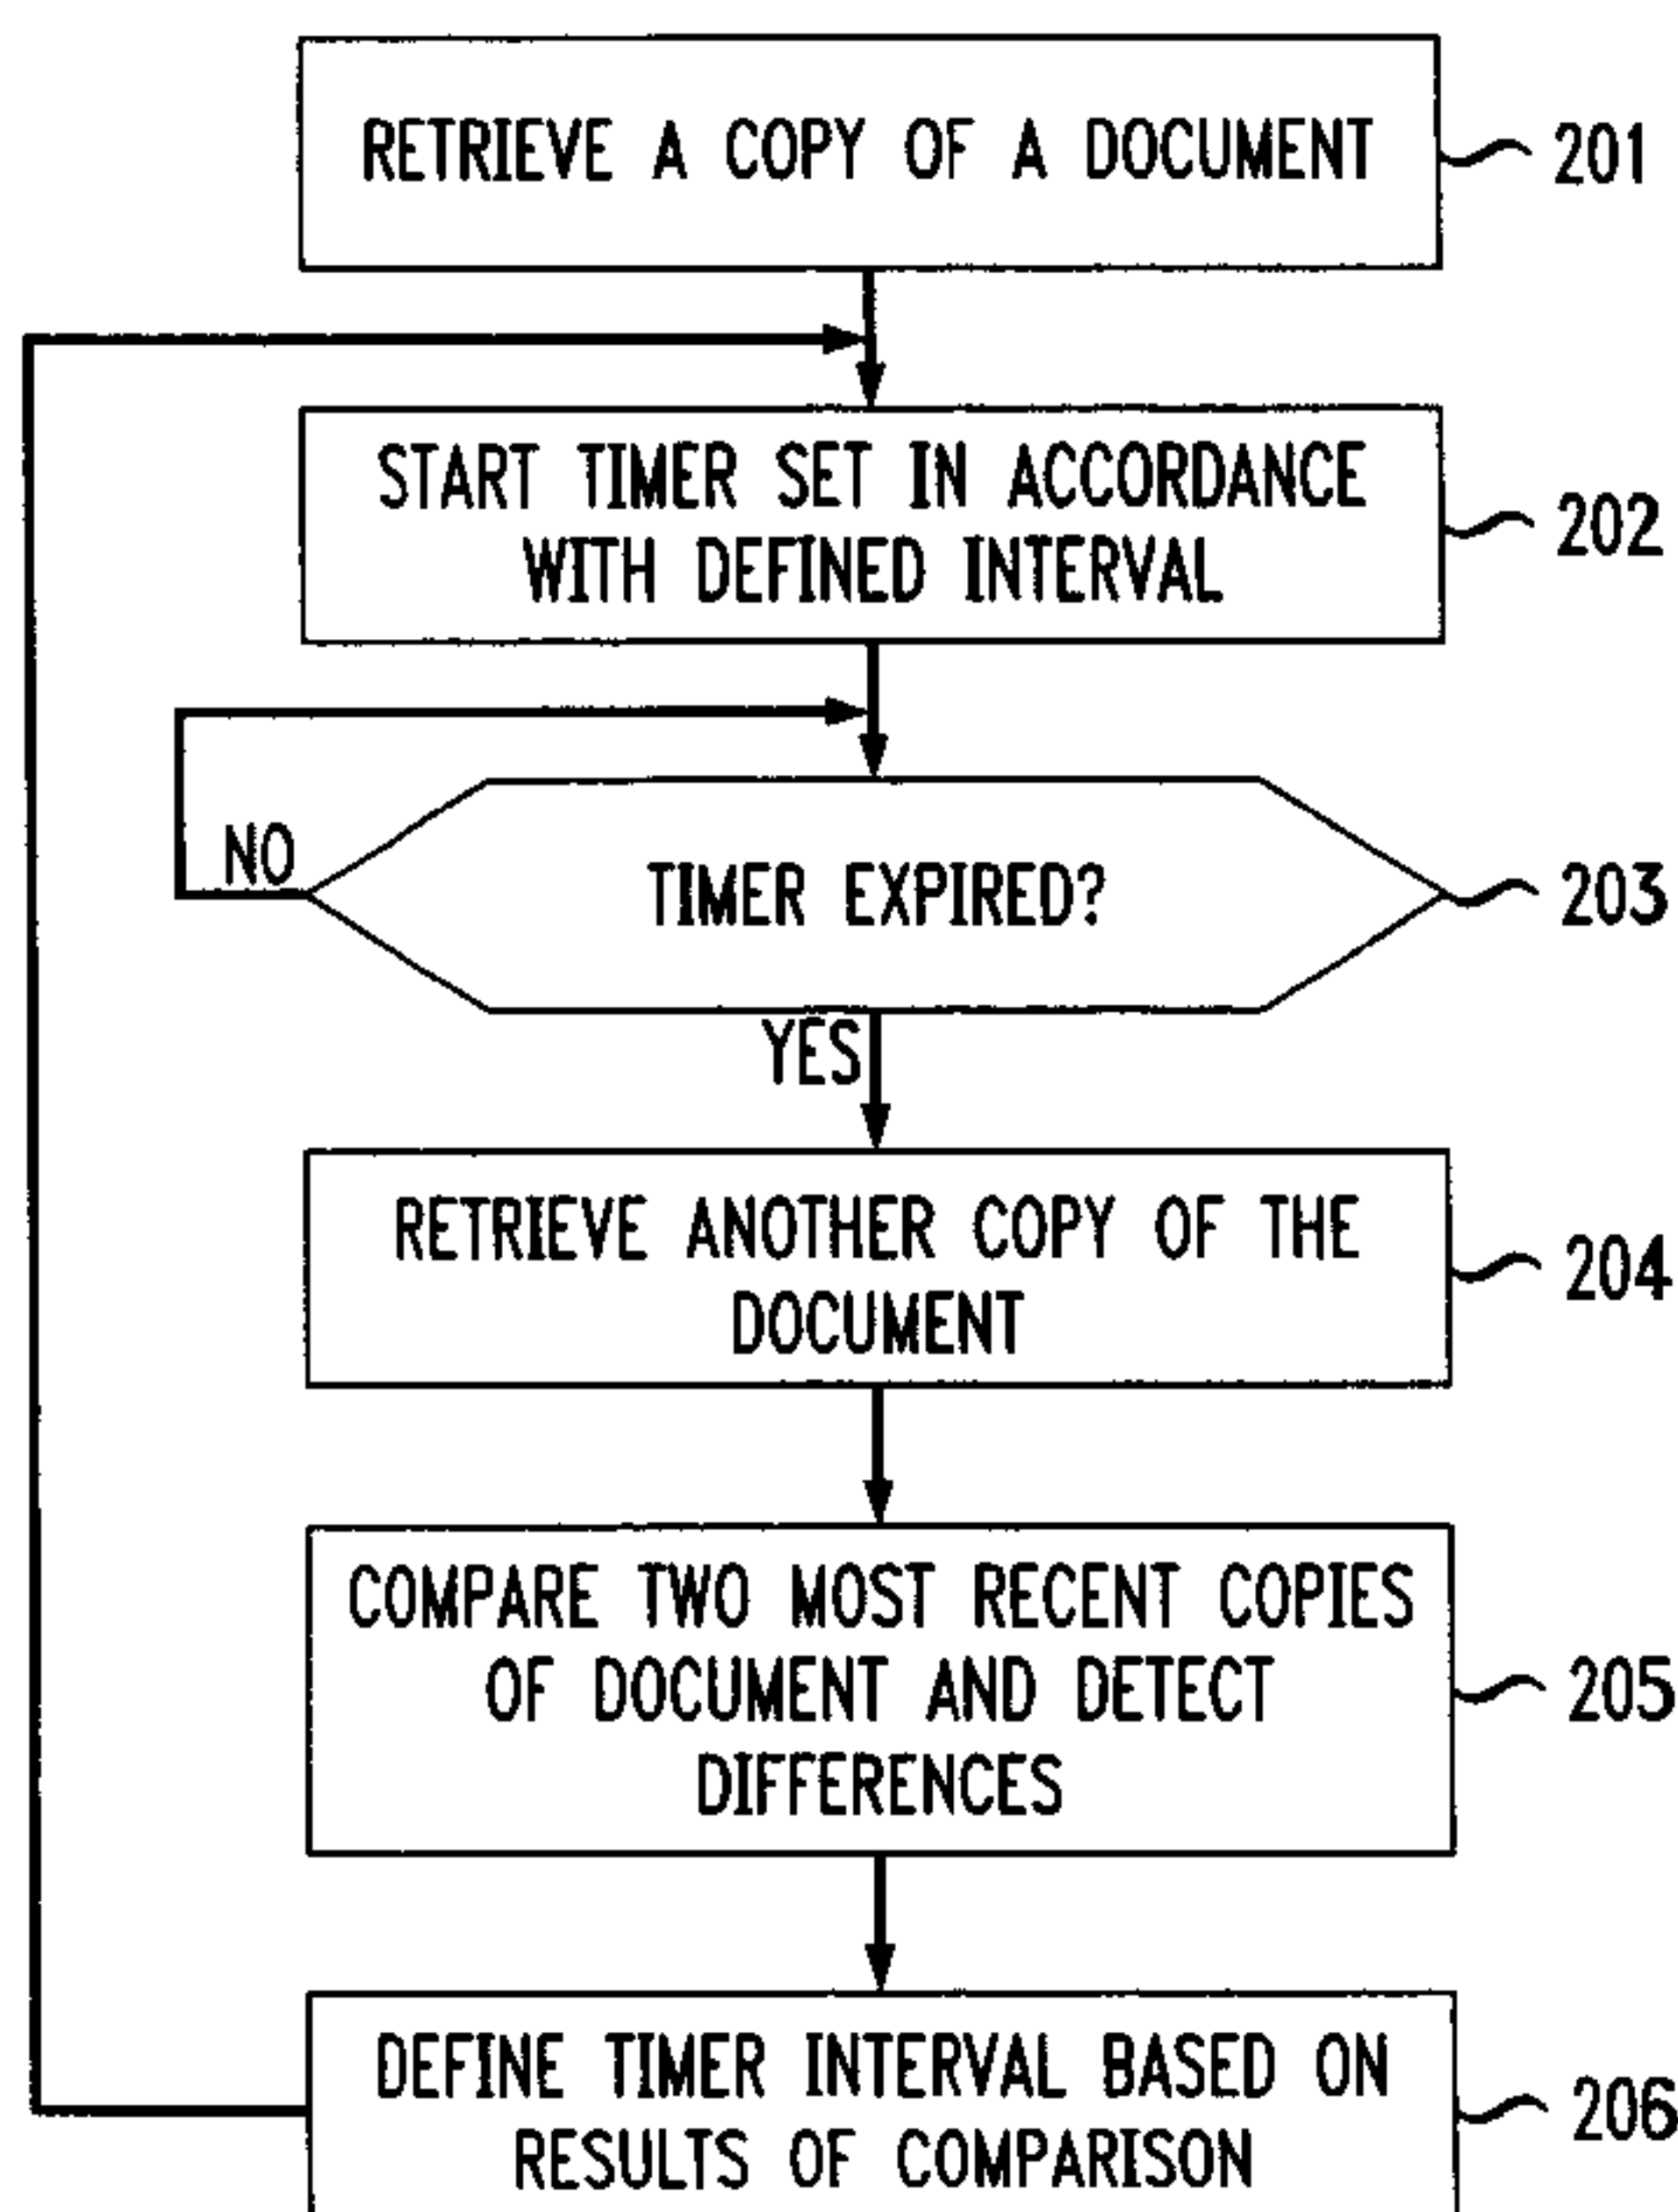 RETRIEVE A COPY OF A DOCUMENT
201
START TIMER SET IN ACCORDANCE
WITH DEFINED INTERVAL
202
NO
TIMER EXPIRED?
203
YES
RETRIEVE ANOTHER COPY OF THE
DOCUMENT
204
COMPARE TWO MOST RECENT COPIES
OF DOCUMENT AND DETECT
DIFFERENCES
205
DEFINE TIMER INTERVAL BASED ON
RESULTS OF COMPARISON
206